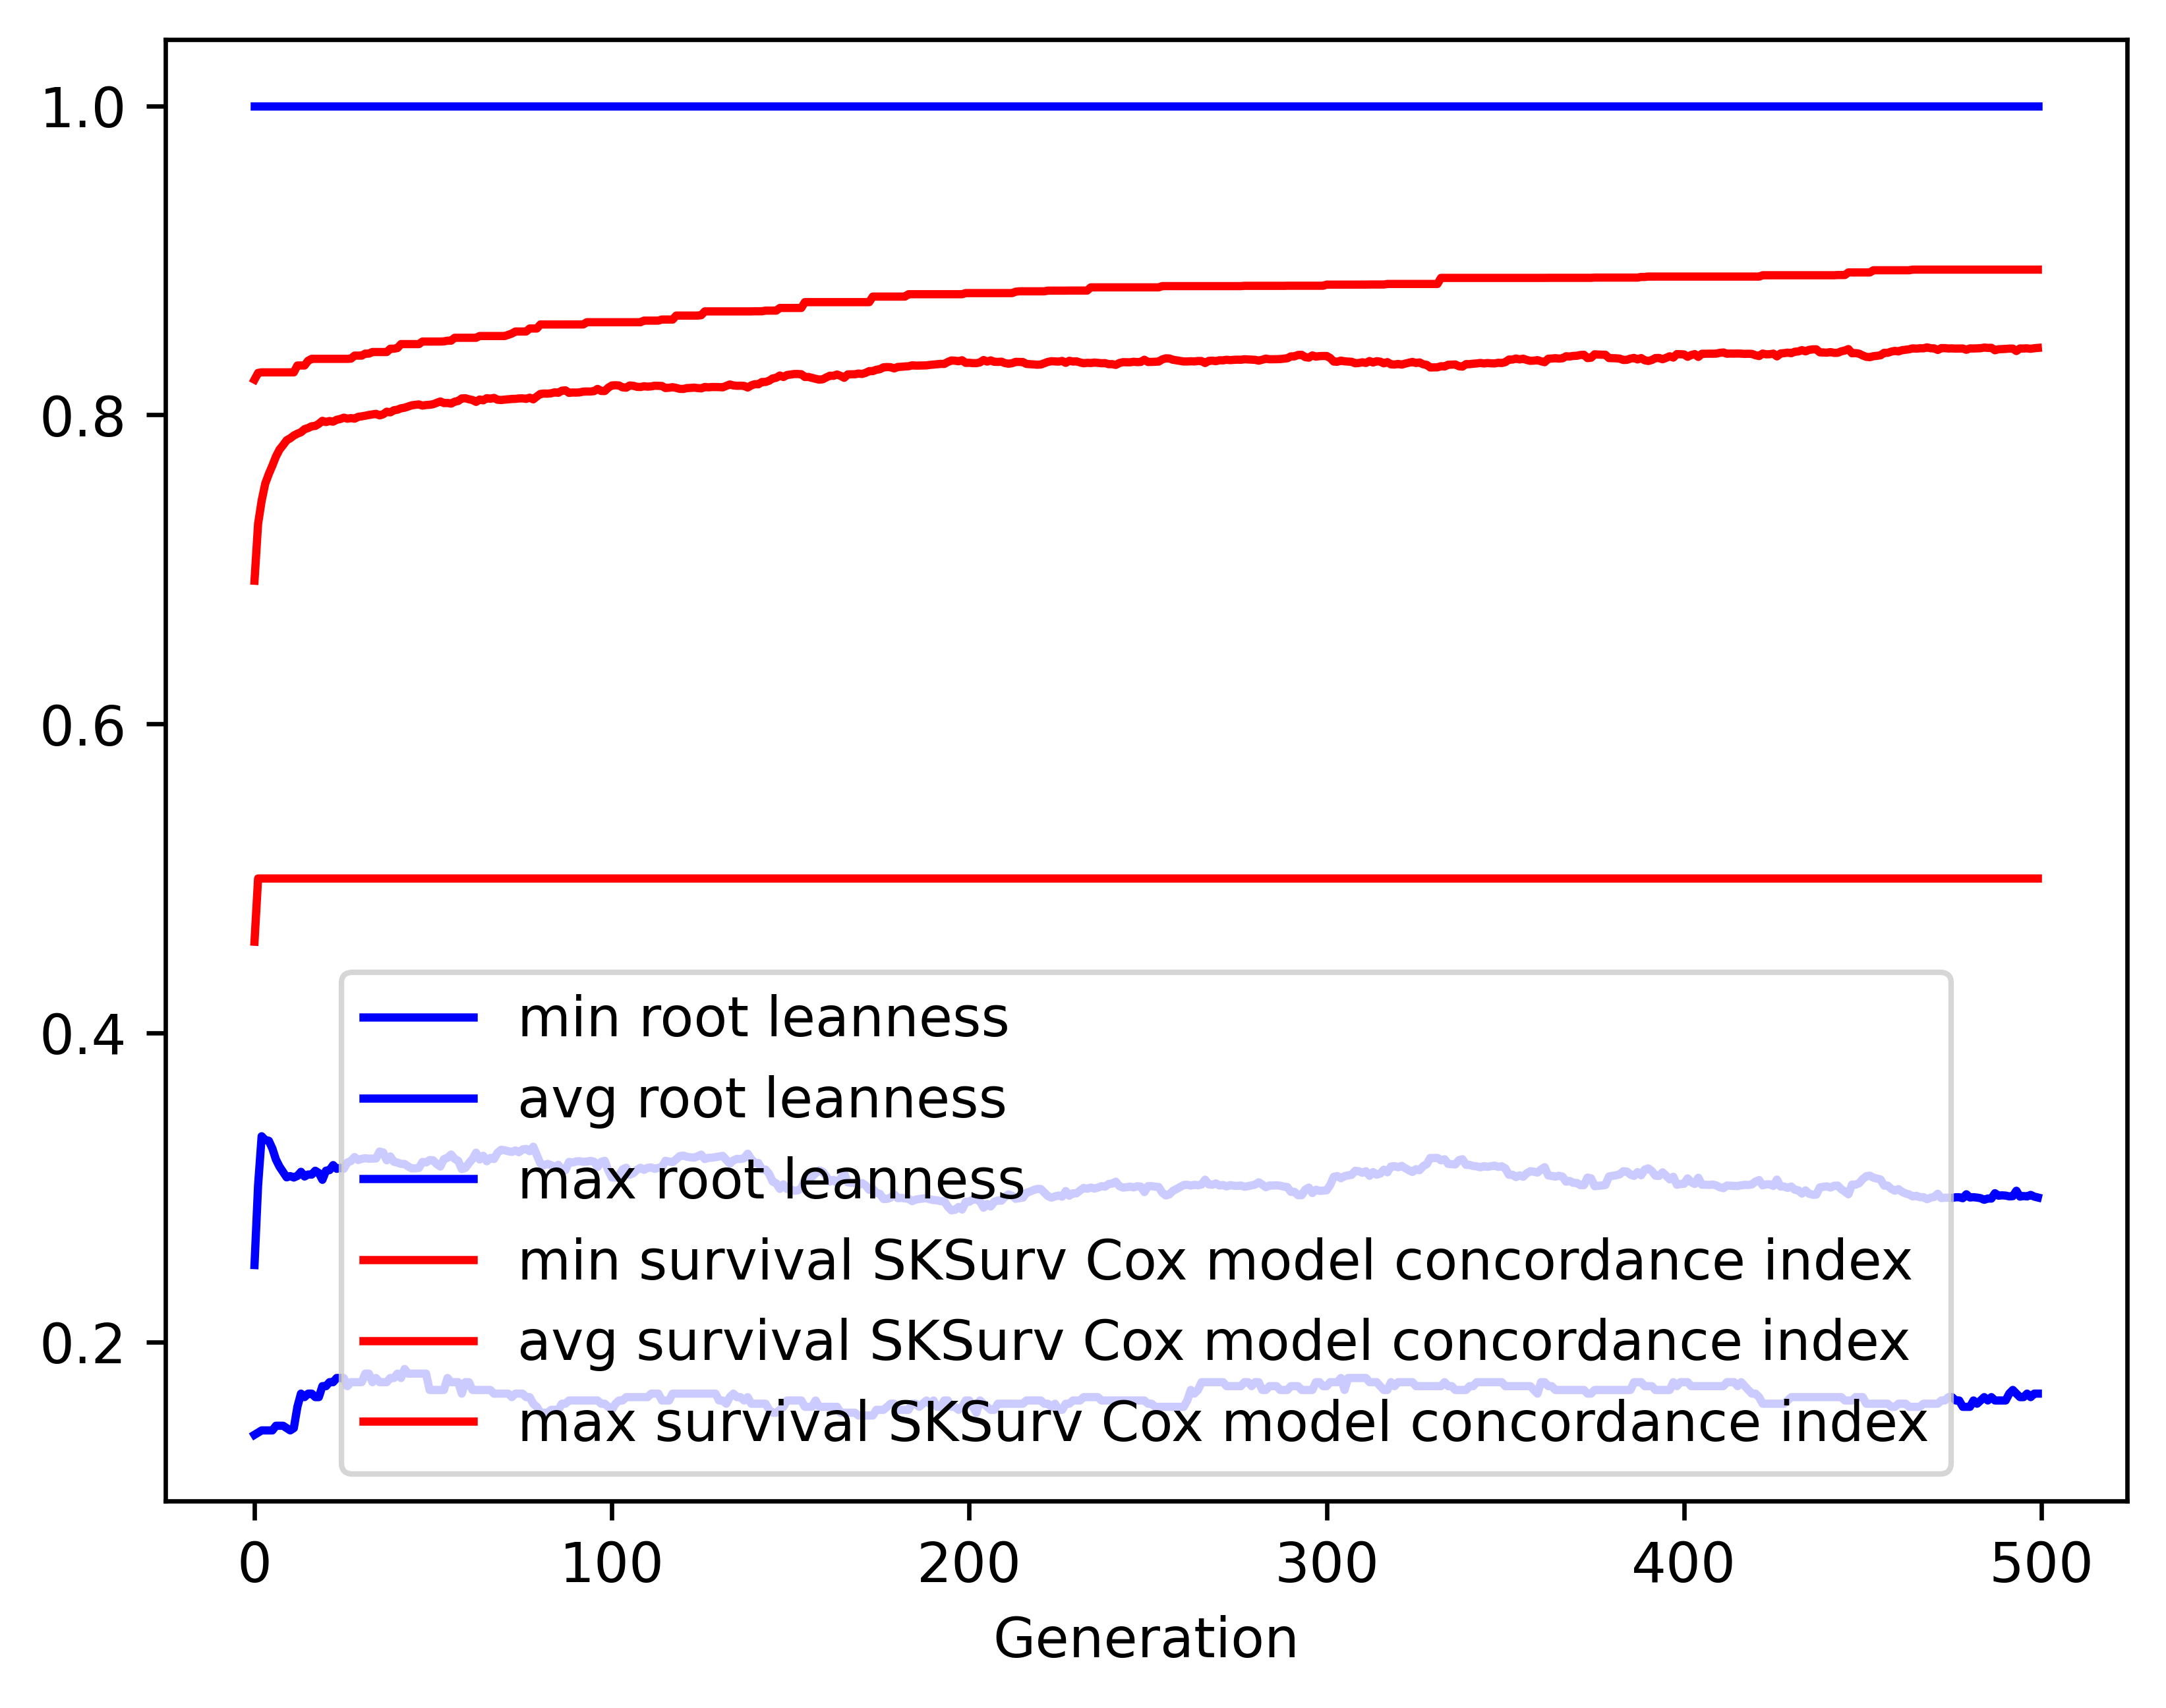 1.0
0.8
0.6
0.4
0.2
min root leanness
avg root leanness
max root leanness
min survival SKSurv Cox model concordance index
avg survival SKSurv Cox model concordance index
max survival SKSurv Cox model concordance index
0 100 200 300 400 500
Generation